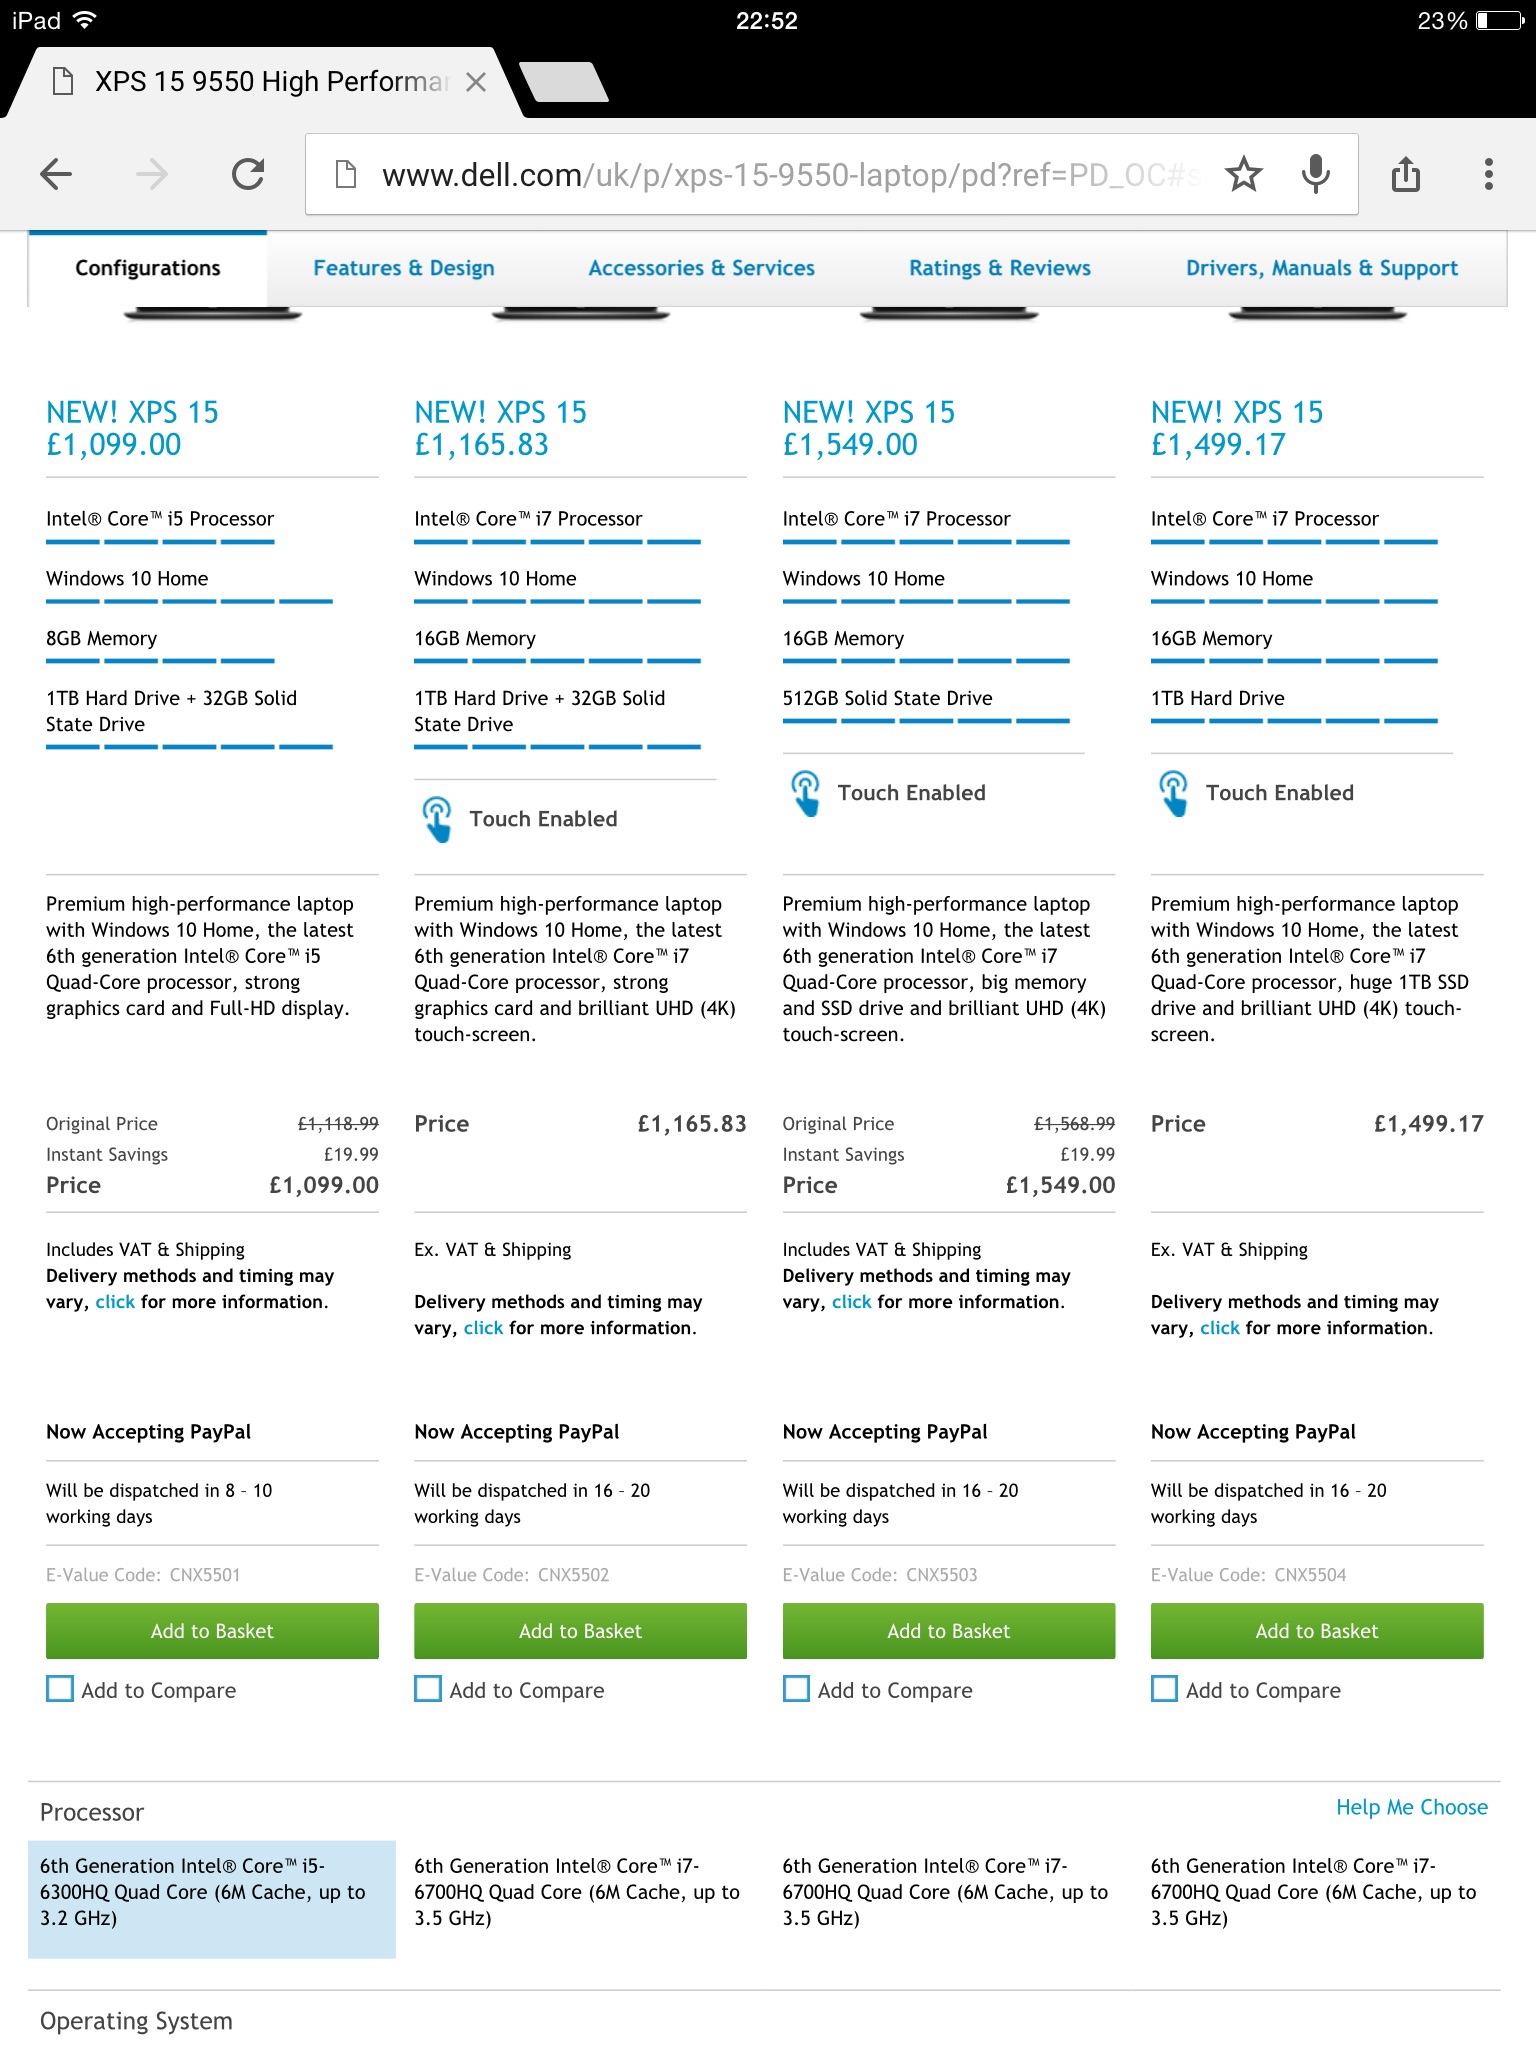 iPad 22:52 23%
XPS 15 9550 High Performar
www.dell.com/uk/p/xps-15-9550-laptop/pd?ref=PD_OC#s
Configurations Features & Design Accessories & Services Ratings & Reviews Drivers, Manuals & Support
NEW! XPS 15
£1,099.00
Intel® Core™ i5 Processor
Windows 10 Home
8GB Memory
1TB Hard Drive + 32GB Solid
State Drive
Premium high-performance laptop
with Windows 10 Home, the latest
6th generation Intel® Core™ i5
Quad-Core processor, strong
graphics card and Full-HD display.
Original Price £1,118.99
Instant Savings £19.99
Price £1,099.00
Includes VAT & Shipping
Delivery methods and timing may
vary, click for more information.
Now Accepting PayPal
Will be dispatched in 8 - 10
working days
E-Value Code: CNX5501
Add to Basket
Add to Compare
NEW! XPS 15
£1,165.83
Intel® Core™ i7 Processor
Windows 10 Home
16GB Memory
1TB Hard Drive + 32GB Solid
State Drive
Touch Enabled
Premium high-performance laptop
with Windows 10 Home, the latest
6th generation Intel® Core™ i7
Quad-Core processor, strong
graphics card and brilliant UHD (4K)
touch-screen.
Price £1,165.83
Ex. VAT & Shipping
Delivery methods and timing may
vary, click for more information.
Now Accepting PayPal
Will be dispatched in 16 - 20
working days
E-Value Code: CNX5502
Add to Basket
Add to Compare
NEW! XPS 15
£1,549.00
Intel® Core™ i7 Processor
Windows 10 Home
16GB Memory
512GB Solid State Drive
Touch Enabled
Premium high-performance laptop
with Windows 10 Home, the latest
6th generation Intel® Core™ i7
Quad-Core processor, big memory
and SSD drive and brilliant UHD (4K)
touch-screen.
Original Price £1,568.99
Instant Savings £19.99
Price £1,549.00
Includes VAT & Shipping
Delivery methods and timing may
vary, click for more information.
Now Accepting PayPal
Will be dispatched in 16 - 20
working days
E-Value Code: CNX5503
Add to Basket
Add to Compare
NEW! XPS 15
£1,499.17
Intel® Core™ i7 Processor
Windows 10 Home
16GB Memory
1TB Hard Drive
Touch Enabled
Premium high-performance laptop
with Windows 10 Home, the latest
6th generation Intel® Core™ i7
Quad-Core processor, huge 1TB SSD
drive and brilliant UHD (4K) touch-
screen.
Price £1,499.17
Ex. VAT & Shipping
Delivery methods and timing may
vary, click for more information.
Now Accepting PayPal
Will be dispatched in 16 - 20
working days
E-Value Code: CNX5504
Add to Basket
Add to Compare
Processor Help Me Choose
6th Generation Intel® Core™ i5-
6300HQ Quad Core (6M Cache, up to
3.2 GHz)
6th Generation Intel® Core™ i7-
6700HQ Quad Core (6M Cache, up to
3.5 GHz)
6th Generation Intel® Core™ i7-
6700HQ Quad Core (6M Cache, up to
3.5 GHz)
6th Generation Intel® Core™ i7-
6700HQ Quad Core (6M Cache, up to
3.5 GHz)
Operating System